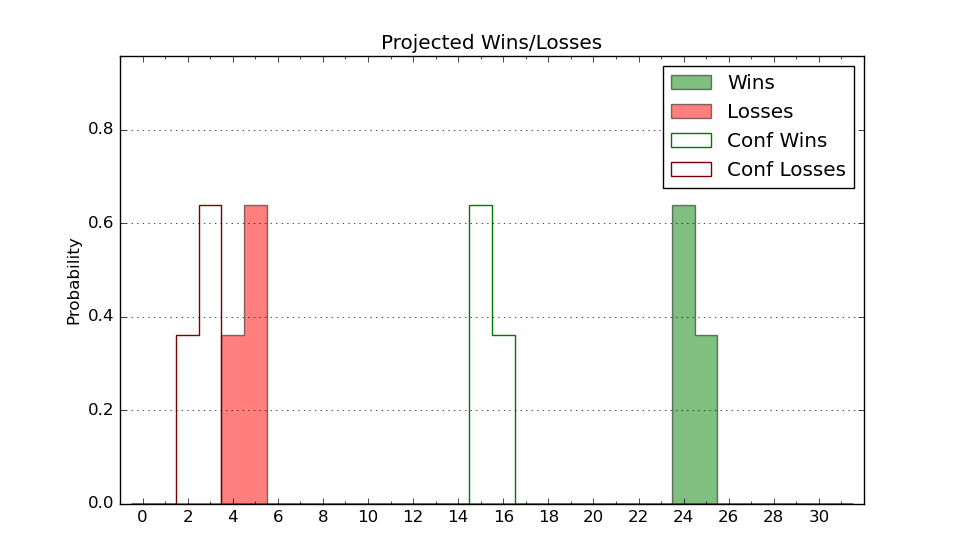 Projected Wins/Losses
Wins
Losses
Conf Wins
Conf Losses
Probability
0.8
0.6
0.4
0.2
0.0
0 2 4 6 8 10 12 14 16 18 20 22 24 26 28 30